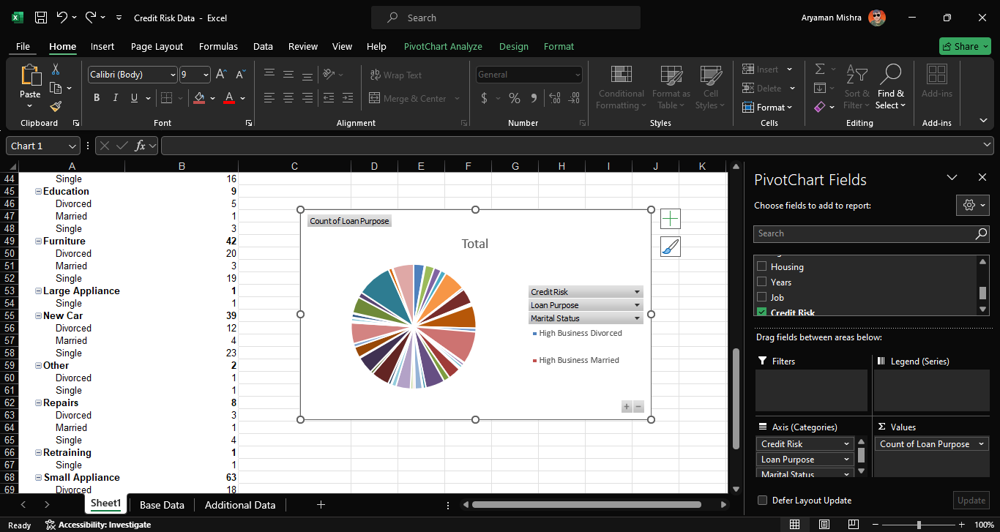 Credit Risk Data - Excel
Search
Aryaman Mishra
File Home Insert Page Layout Formulas Data Review View Help PivotChart Analyze Design Format Share
Paste
Clipboard
Calibri (Body) 9
B I U
Font
Wrap Text
Merge & Center
Alignment
General
$ %
Number
Conditional Formatting
Format as Table
Cell Styles
Styles
Insert
Delete
Format
Cells
Sort & Filter
Find & Select
Editing
Add-ins
Add-ins
Chart 1
fx
A B C D E F G H I J K
44 Single 16
45 Education 9
46 Divorced 5
47 Married 1
48 Single 3
49 Furniture 42
50 Divorced 20
51 Married 3
52 Single 19
53 Large Appliance 1
54 Single 1
55 New Car 39
56 Divorced 12
57 Married 4
58 Single 23
59 Other 2
60 Divorced 1
61 Single 1
62 Repairs 8
63 Divorced 3
64 Married 1
65 Single 4
66 Retraining 1
67 Single 1
68 Small Appliance 63
69 Divorced 18
Count of Loan Purpose
Total
Credit Risk
Loan Purpose
Marital Status
High Business Divorced
High Business Married
PivotChart Fields
Choose fields to add to report:
Search
Housing
Years
Job
Credit Risk
Drag fields between areas below:
Filters
Legend (Series)
Axis (Categories)
Credit Risk
Loan Purpose
Marital Status
Values
Count of Loan Purpose
Defer Layout Update
Update
Sheet1 Base Data Additional Data
Ready
Accessibility: Investigate
100%